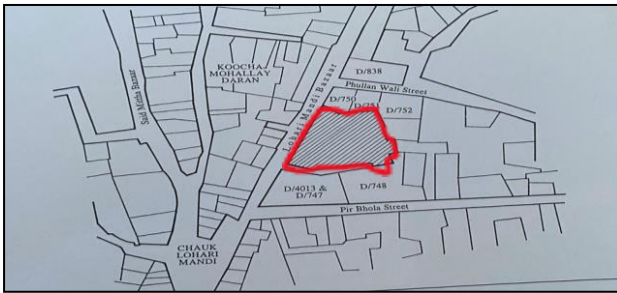 D/838
KOOCHA-
MOHALLAY
DARAN
Said Mitha Bazaar
Phullan Wali Street
D/750
D/751
D/752
Lohari Mandi Bazaar
D/4013 &
D/747
D/748
Pir Bhola Street
CHAUK
LOHARI
MANDI